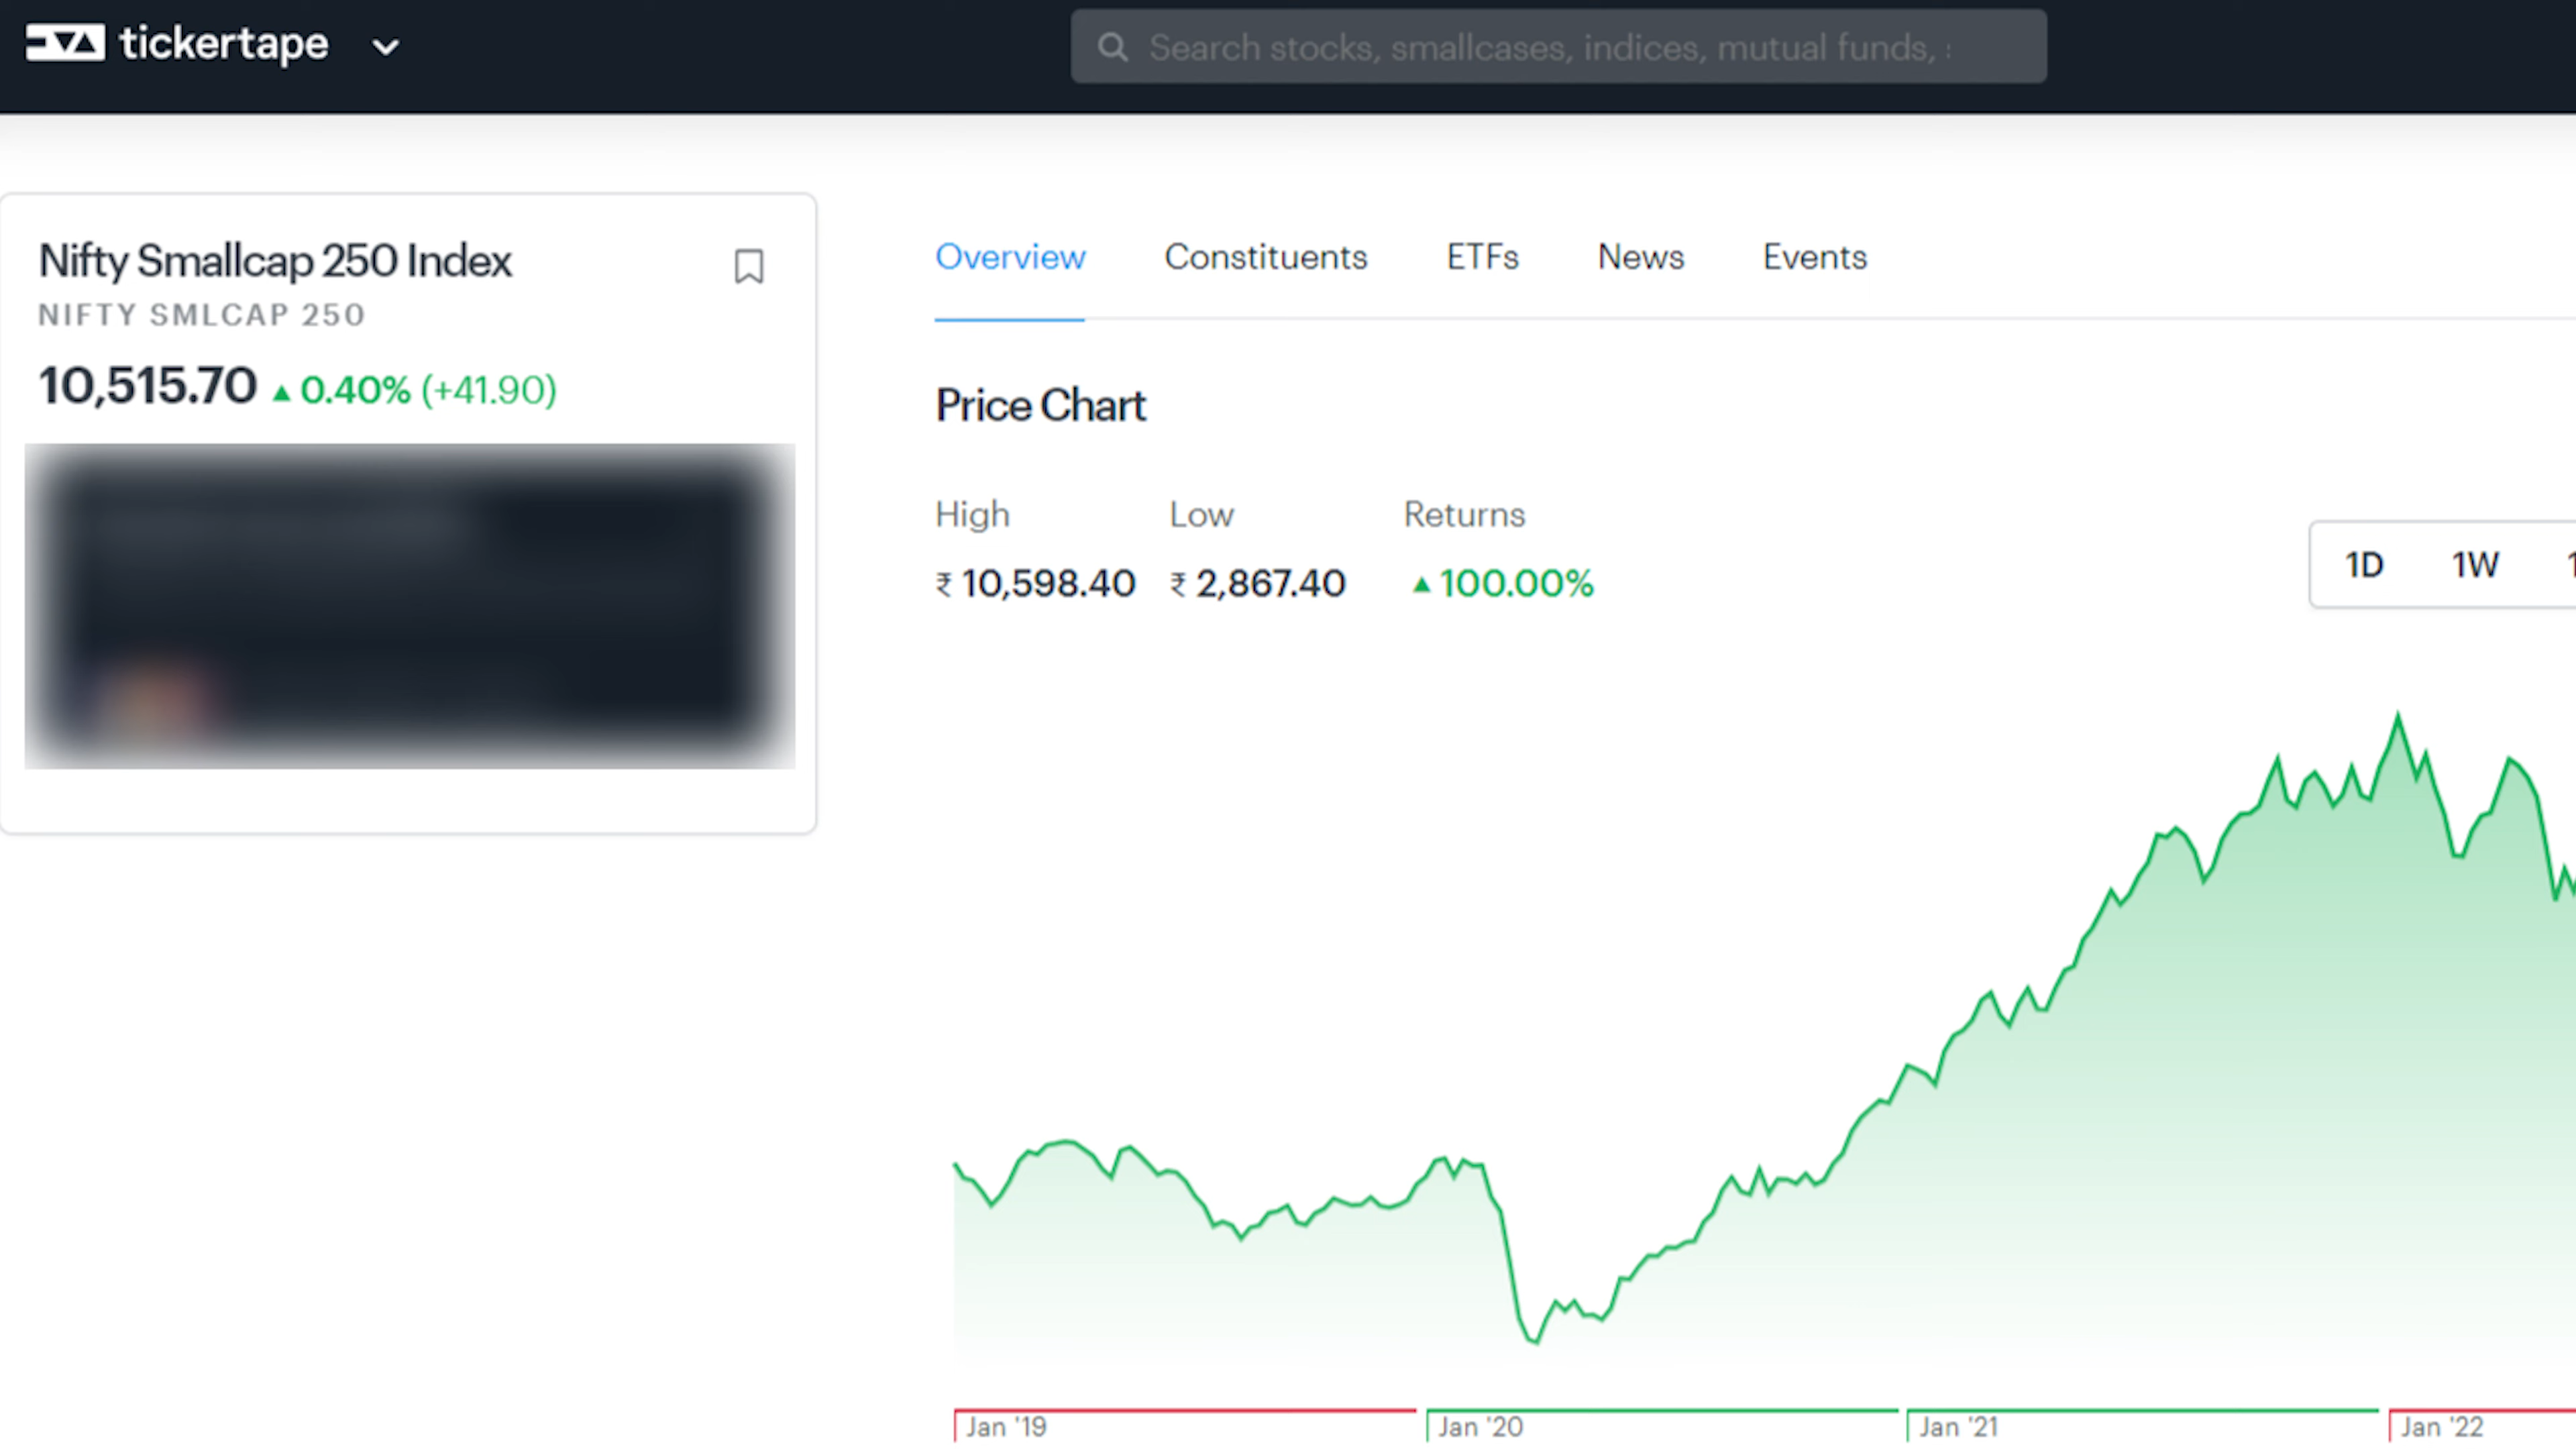 tickertape
Search stocks, smallcases, indices, mutual funds,
Nifty Smallcap 250 Index
NIFTY SMLCAP 250
10,515.70 ▲ 0.40% (+41.90)
Overview Constituents ETFs News Events
Price Chart
High Low Returns
₹ 10,598.40 ₹ 2,867.40 ▲ 100.00%
1D 1W
Jan '19 Jan '20 Jan '21 Jan '22